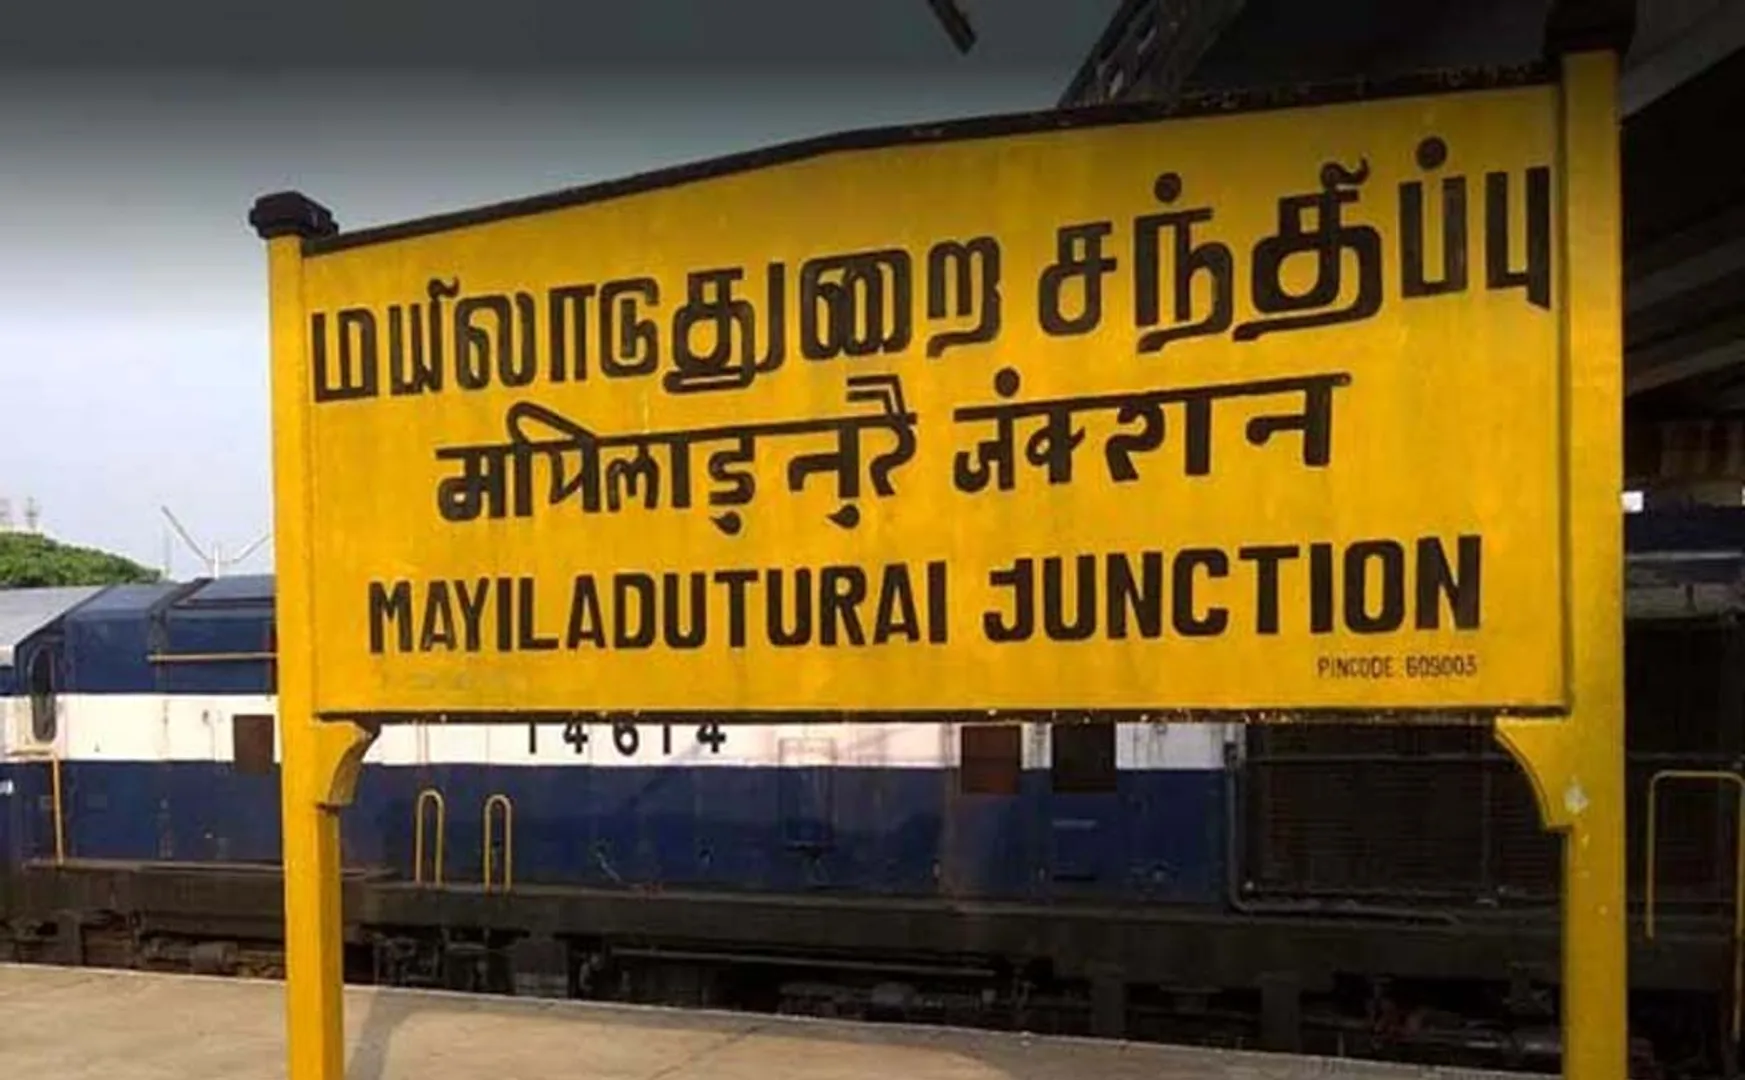 மயிலாடுதுறை சந்திப்பு
मयिलाडुतुरै जंक्शन
MAYILADUTURAI JUNCTION
PINCODE 609003
14614